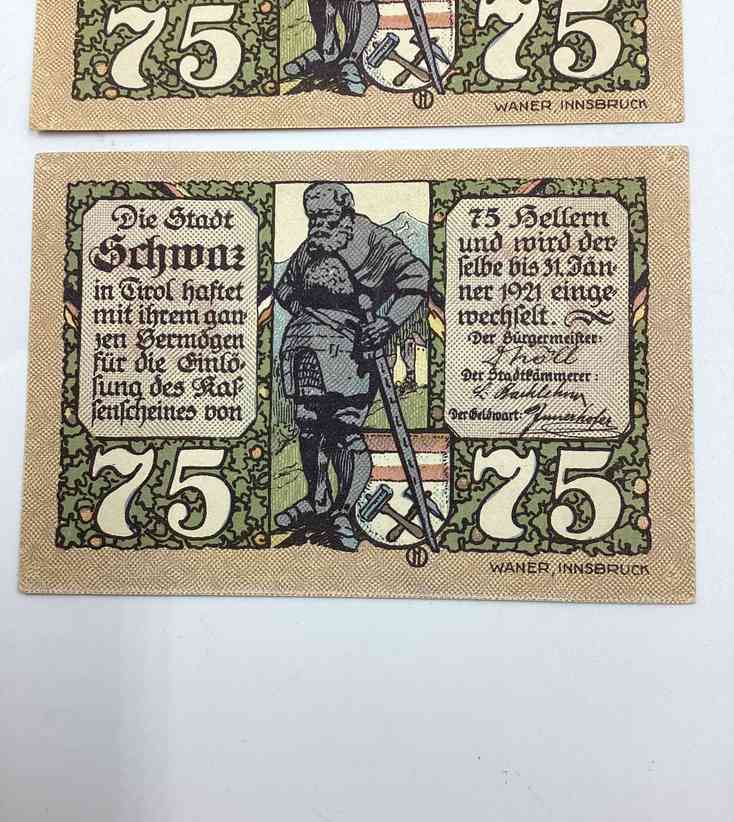 75
75
WANER, INNSBRUCK
Die Stadt
Schwaz
in Tirol haftet
mit ihrem gan
zen Vermögen
für die Einlö-
sung des Kas
senscheines von
75 Hellern
und wird der-
selbe bis 31. Jän-
ner 1921 einge-
wechselt.
Der Bürgermeister:
Der Stadtkämmerer:
Der Geldwart:
75
75
WANER, INNSBRUCK